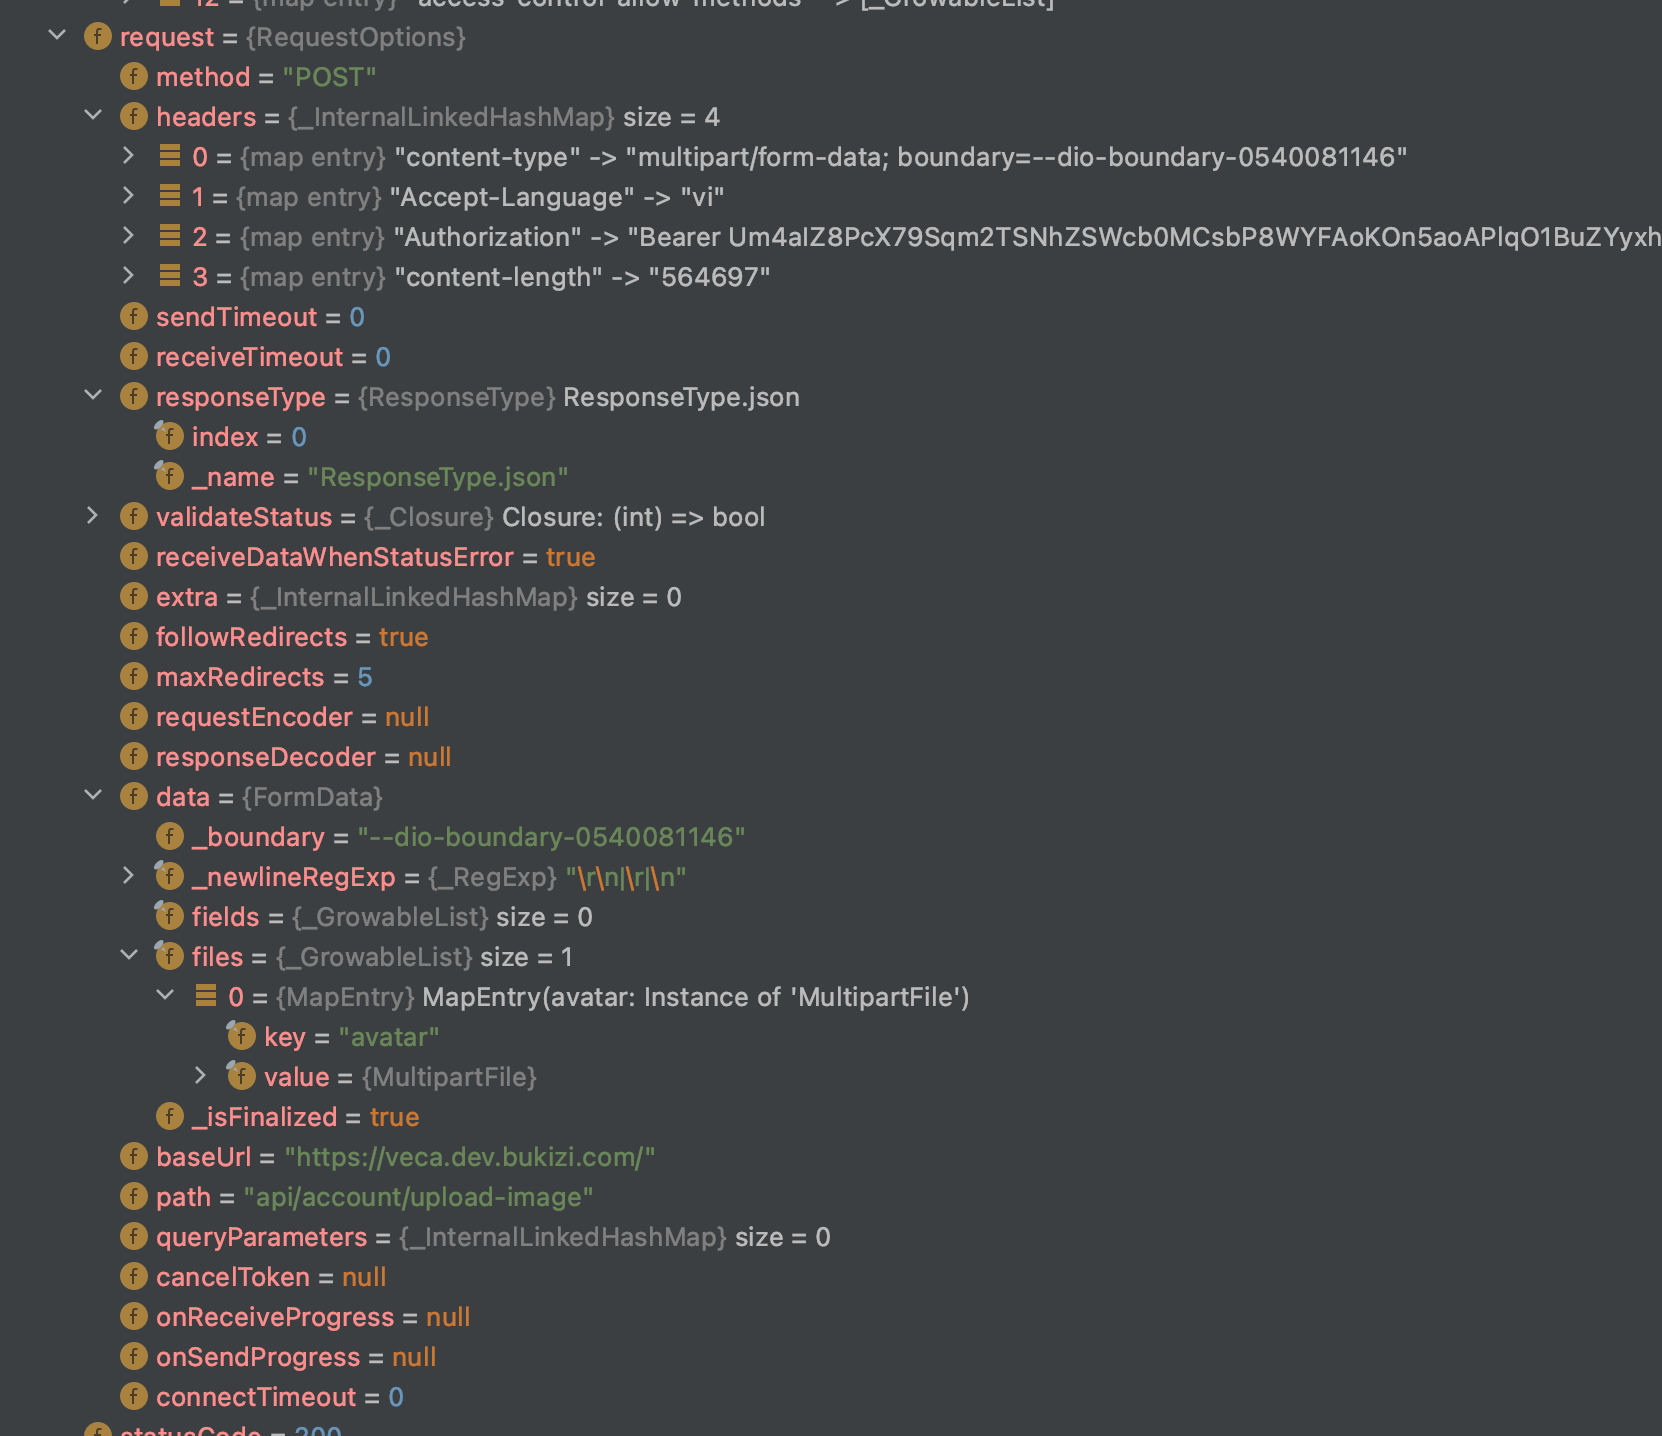 12 = {map entry} "access-control-allow-methods" -> [_GrowableList]
request = {RequestOptions}
method = "POST"
headers = {_InternalLinkedHashMap} size = 4
0 = {map entry} "content-type" -> "multipart/form-data; boundary=--dio-boundary-0540081146"
1 = {map entry} "Accept-Language" -> "vi"
2 = {map entry} "Authorization" -> "Bearer Um4alZ8PcX79Sqm2TSNhZSWcb0MCsbP8WYFAoKOn5aoAPlqO1BuZYyxh
3 = {map entry} "content-length" -> "564697"
sendTimeout = 0
receiveTimeout = 0
responseType = {ResponseType} ResponseType.json
index = 0
_name = "ResponseType.json"
validateStatus = {_Closure} Closure: (int) => bool
receiveDataWhenStatusError = true
extra = {_InternalLinkedHashMap} size = 0
followRedirects = true
maxRedirects = 5
requestEncoder = null
responseDecoder = null
data = {FormData}
_boundary = "--dio-boundary-0540081146"
_newlineRegExp = {_RegExp} "\r\n|\r|\n"
fields = {_GrowableList} size = 0
files = {_GrowableList} size = 1
0 = {MapEntry} MapEntry(avatar: Instance of 'MultipartFile')
key = "avatar"
value = {MultipartFile}
_isFinalized = true
baseUrl = "https://veca.dev.bukizi.com/"
path = "api/account/upload-image"
queryParameters = {_InternalLinkedHashMap} size = 0
cancelToken = null
onReceiveProgress = null
onSendProgress = null
connectTimeout = 0
statusCode = 200